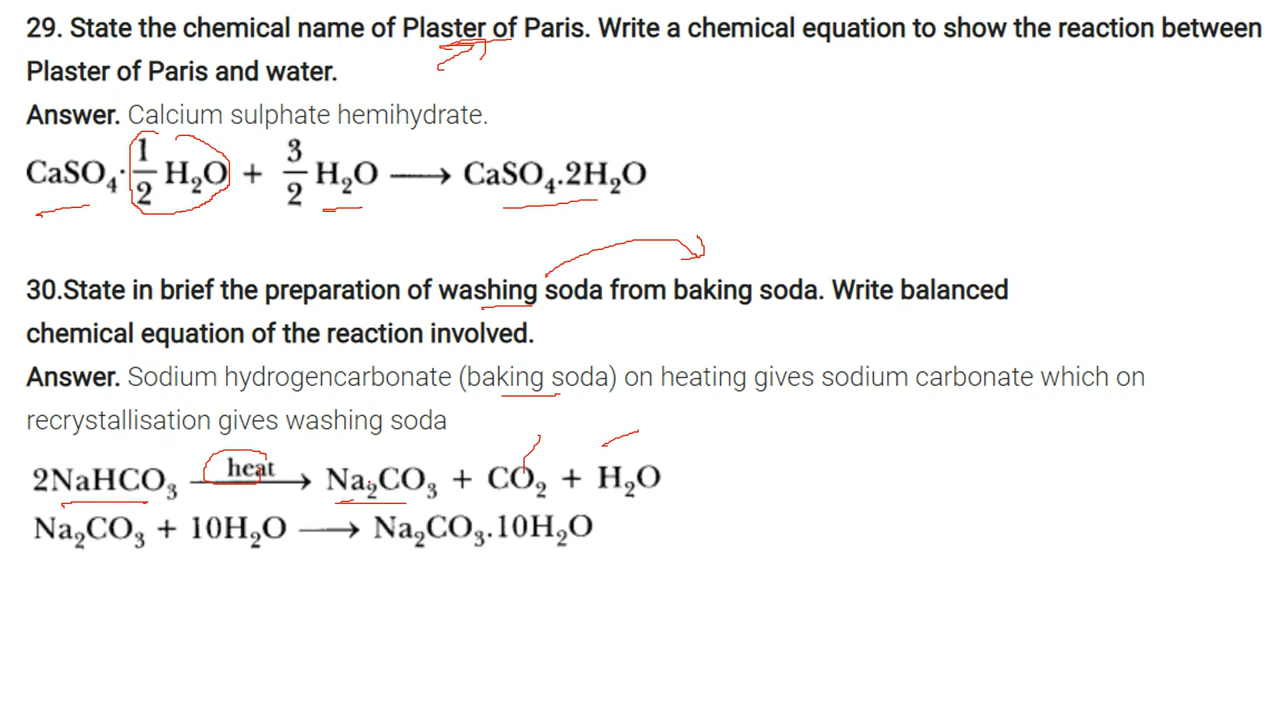 29. State the chemical name of Plaster of Paris. Write a chemical equation to show the reaction between
Plaster of Paris and water.
Answer. Calcium sulphate hemihydrate.
CaSO₄·½H₂O + 3/2 H₂O ⟶ CaSO₄.2H₂O
30.State in brief the preparation of washing soda from baking soda. Write balanced
chemical equation of the reaction involved.
Answer. Sodium hydrogencarbonate (baking soda) on heating gives sodium carbonate which on
recrystallisation gives washing soda
2NaHCO₃ —heat→ Na₂CO₃ + CO₂ + H₂O
Na₂CO₃ + 10H₂O ⟶ Na₂CO₃.10H₂O